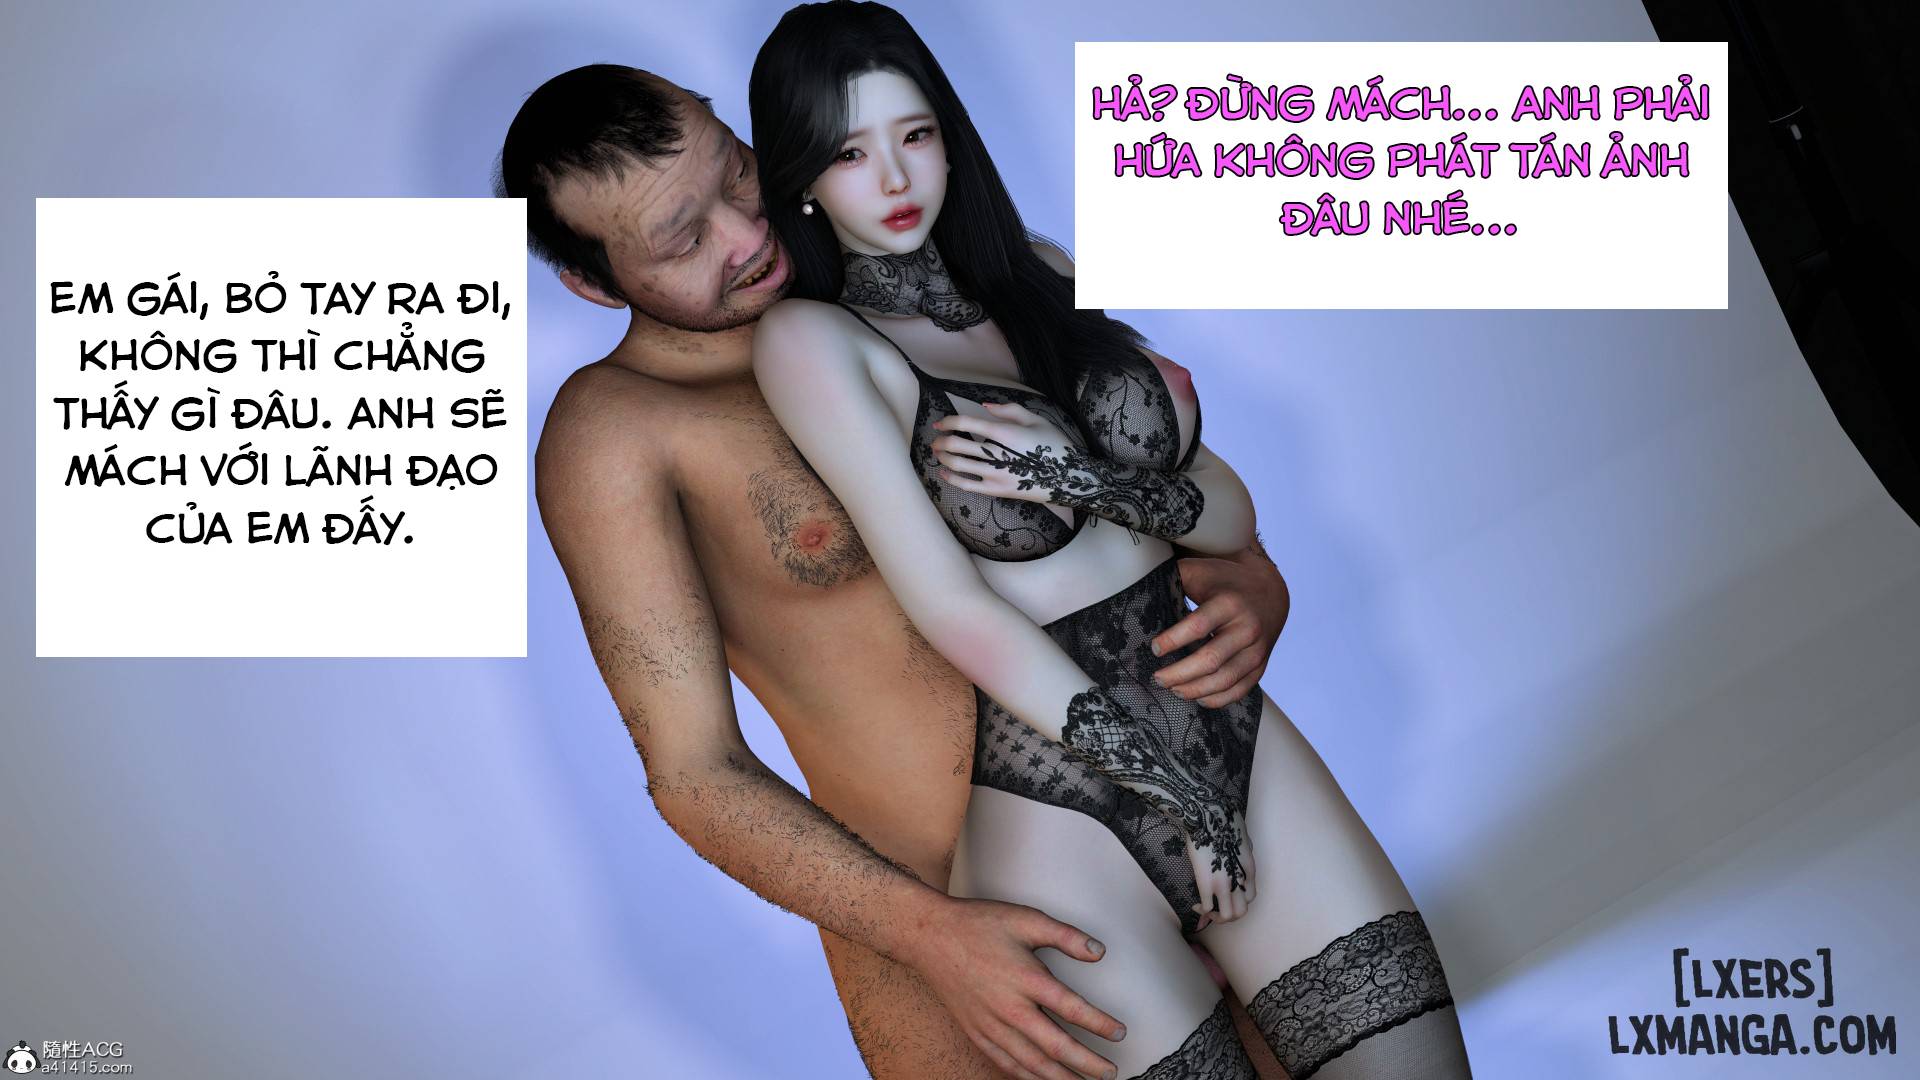 EM GÁI, BỎ TAY RA ĐI,
KHÔNG THÌ CHẲNG
THẤY GÌ ĐÂU. ANH SẼ
MÁCH VỚI LÃNH ĐẠO
CỦA EM ĐẤY.
HẢ? ĐỪNG MÁCH... ANH PHẢI
HỨA KHÔNG PHÁT TÁN ẢNH
ĐÂU NHÉ...
[LXERS]
LXMANGA.COM
隨性ACG
a41415.com